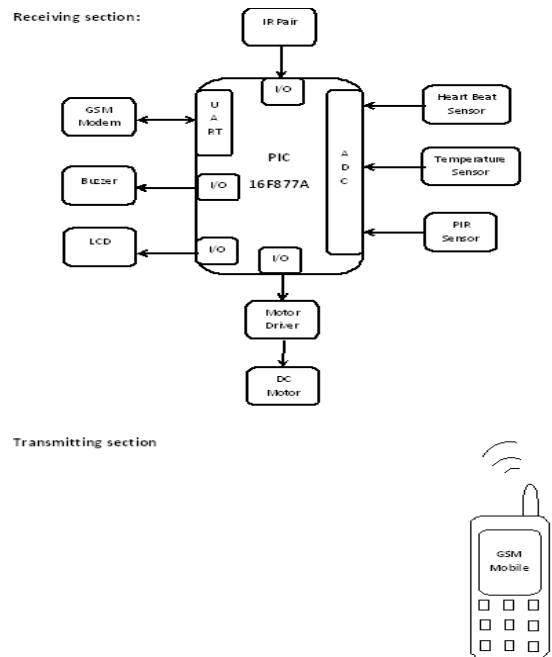 Receiving section:
IR Pair
I/O
GSM
Modem
U
A
RT
Heart Beat
Sensor
PIC
16F877A
A
D
C
Temperature
Sensor
Buzzer
I/O
LCD
I/O
I/O
PIR
Sensor
Motor
Driver
DC
Motor
Transmitting section
GSM
Mobile